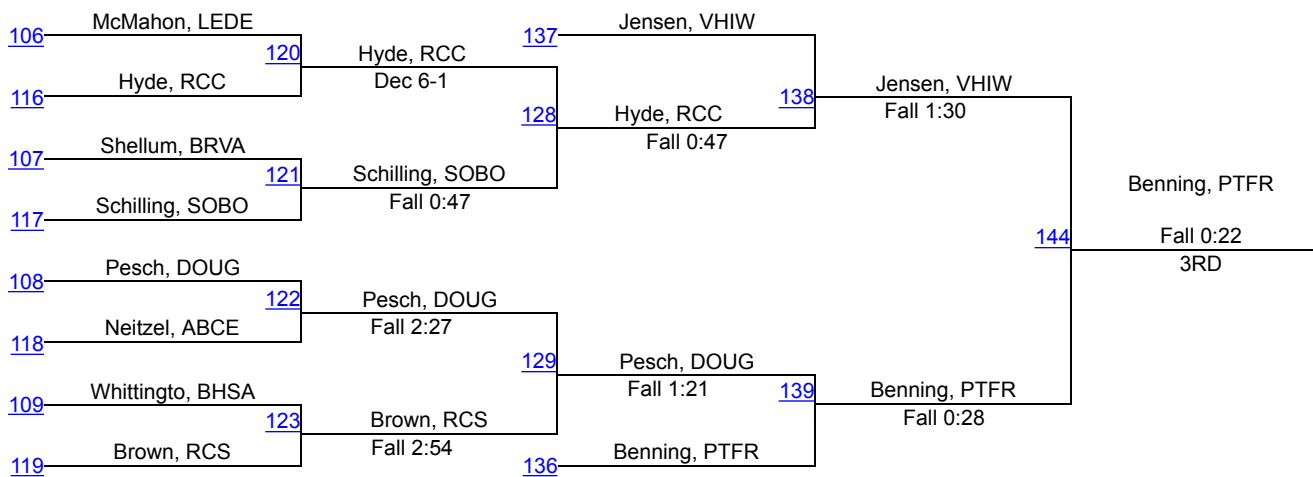 McMahon, LEDE
106
120
Hyde, RCC
116
Hyde, RCC
Dec 6-1
Shellum, BRVA
107
121
Schilling, SOBO
117
Schilling, SOBO
Fall 0:47
128
Pesch, DOUG
108
122
Neitzel, ABCE
118
Pesch, DOUG
Fall 2:27
Whittingto, BHSA
109
123
Brown, RCS
119
Brown, RCS
Fall 2:54
129
Jensen, VHIW
137
138
Hyde, RCC
Fall 0:47
Pesch, DOUG
Fall 1:21
139
Benning, PTFR
136
Jensen, VHIW
Fall 1:30
Benning, PTFR
Fall 0:28
144
Benning, PTFR
Fall 0:22
3RD